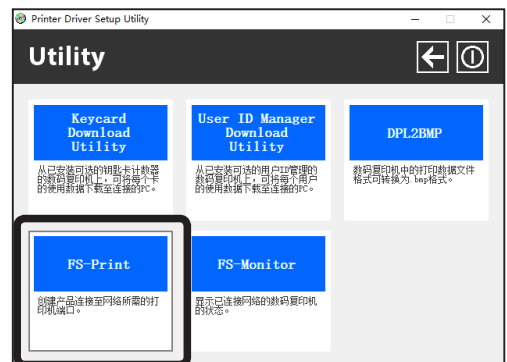 Printer Driver Setup Utility
Utility
Keycard
Download
Utility
从已安装可选的钥匙卡计数器
的数码复印机上，可将每个卡
的使用数据下载至连接的PC。
User ID Manager
Download
Utility
从已安装可选的用户ID管理的
数码复印机上，可将每个用户
的使用数据下载至连接的PC。
DPL2BMP
数码复印机中的打印数据文件
格式可转换为.bmp格式。
FS-Print
创建产品连接至网络所需的打
印机端口。
FS-Monitor
显示已连接网络的数码复印机
的状态。